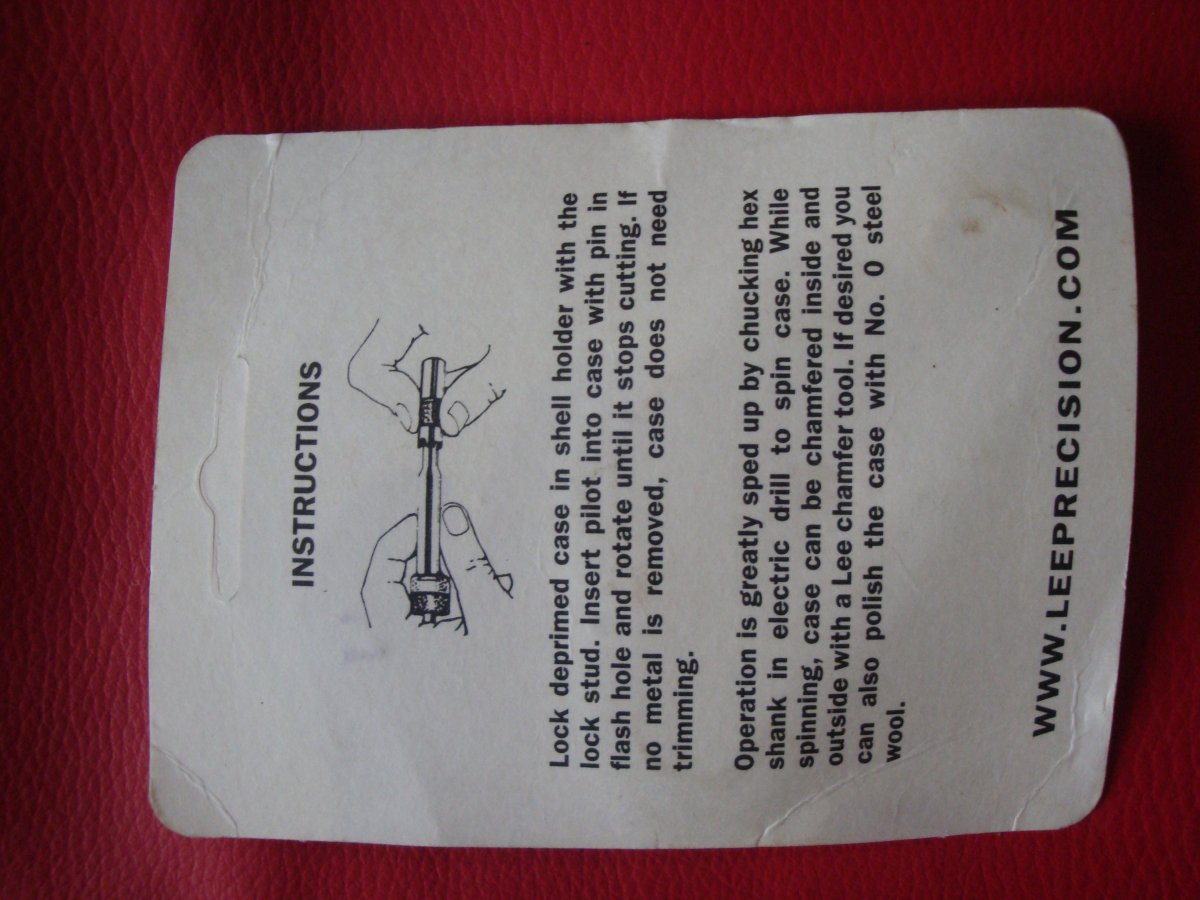 INSTRUCTIONS
Lock deprimed case in shell holder with the
lock stud. Insert pilot into case with pin in
flash hole and rotate until it stops cutting. If
no metal is removed, case does not need
trimming.
Operation is greatly sped up by chucking hex
shank in electric drill to spin case. While
spinning, case can be chamfered inside and
outside with a Lee chamfer tool. If desired you
can also polish the case with No. 0 steel
wool.
WWW.LEEPRECISION.COM